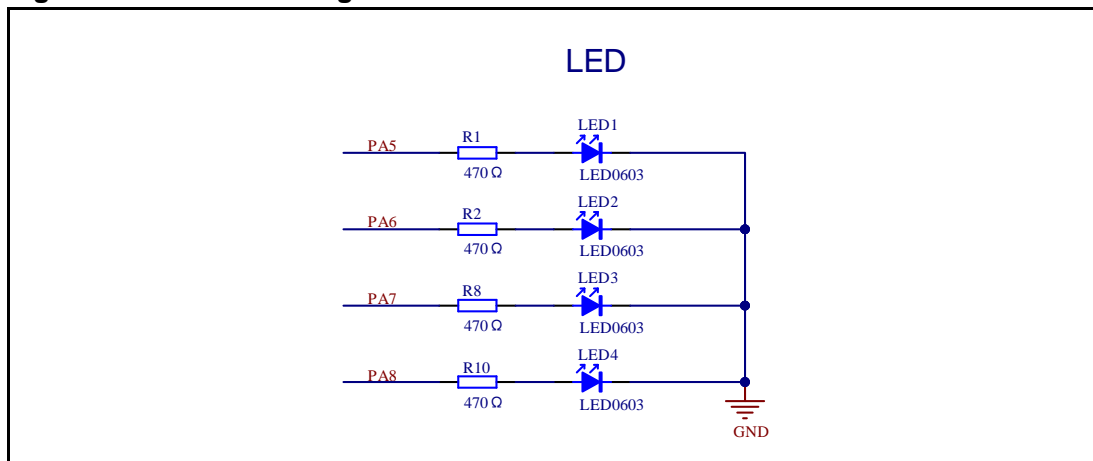 LED
LED1
PA5
R1
470Ω
LED0603
LED2
PA6
R2
470Ω
LED0603
LED3
PA7
R8
470Ω
LED0603
LED4
PA8
R10
470Ω
LED0603
GND